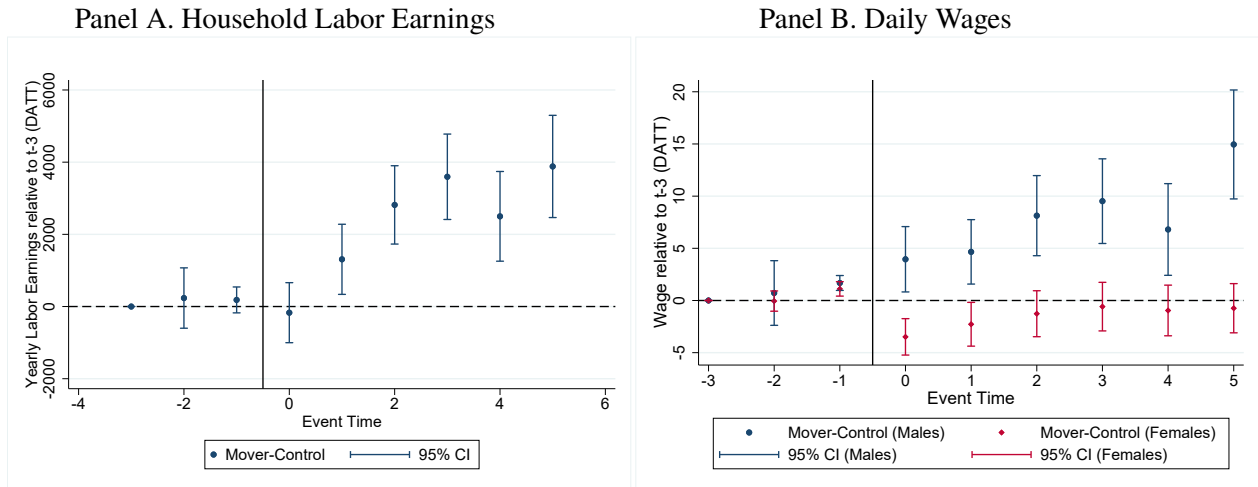 Panel A. Household Labor Earnings
Yearly Labor Earnings relative to t-3 (DATT)
6000
4000
2000
0
-2000
-4
-2
0
2
4
6
Event Time
Mover-Control
95% CI
Panel B. Daily Wages
Wage relative to t-3 (DATT)
20
15
10
5
0
-5
-3
-2
-1
0
1
2
3
4
5
Event Time
Mover-Control (Males)
Mover-Control (Females)
95% CI (Males)
95% CI (Females)